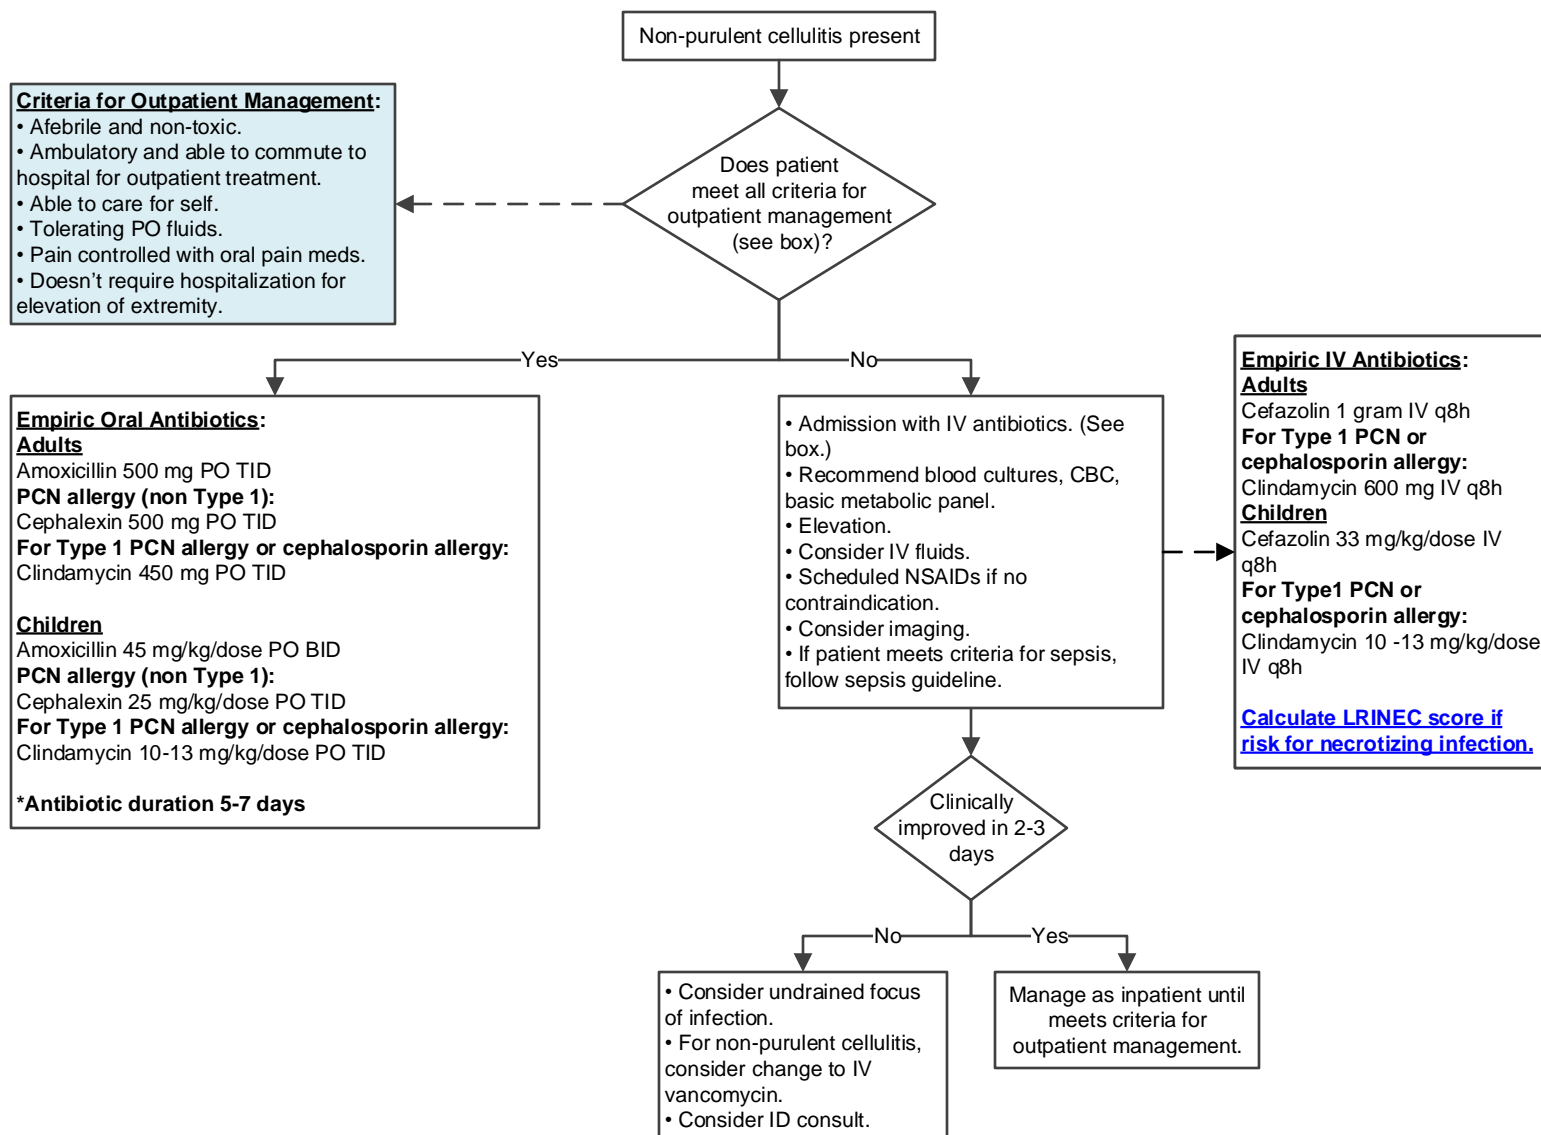 Non-purulent cellulitis present
Criteria for Outpatient Management:
• Afebrile and non-toxic.
• Ambulatory and able to commute to
hospital for outpatient treatment.
• Able to care for self.
• Tolerating PO fluids.
• Pain controlled with oral pain meds.
• Doesn’t require hospitalization for
elevation of extremity.
Does patient
meet all criteria for
outpatient management
(see box)?
Yes
No
Empiric Oral Antibiotics:
Adults
Amoxicillin 500 mg PO TID
PCN allergy (non Type 1):
Cephalexin 500 mg PO TID
For Type 1 PCN allergy or cephalosporin allergy:
Clindamycin 450 mg PO TID
Children
Amoxicillin 45 mg/kg/dose PO BID
PCN allergy (non Type 1):
Cephalexin 25 mg/kg/dose PO TID
For Type 1 PCN allergy or cephalosporin allergy:
Clindamycin 10-13 mg/kg/dose PO TID
*Antibiotic duration 5-7 days
• Admission with IV antibiotics. (See
box.)
• Recommend blood cultures, CBC,
basic metabolic panel.
• Elevation.
• Consider IV fluids.
• Scheduled NSAIDs if no
contraindication.
• Consider imaging.
• If patient meets criteria for sepsis,
follow sepsis guideline.
Empiric IV Antibiotics:
Adults
Cefazolin 1 gram IV q8h
For Type 1 PCN or
cephalosporin allergy:
Clindamycin 600 mg IV q8h
Children
Cefazolin 33 mg/kg/dose IV
q8h
For Type1 PCN or
cephalosporin allergy:
Clindamycin 10 -13 mg/kg/dose
IV q8h
Calculate LRINEC score if
risk for necrotizing infection.
Clinically
improved in 2-3
days
No
Yes
• Consider undrained focus
of infection.
• For non-purulent cellulitis,
consider change to IV
vancomycin.
• Consider ID consult.
Manage as inpatient until
meets criteria for
outpatient management.